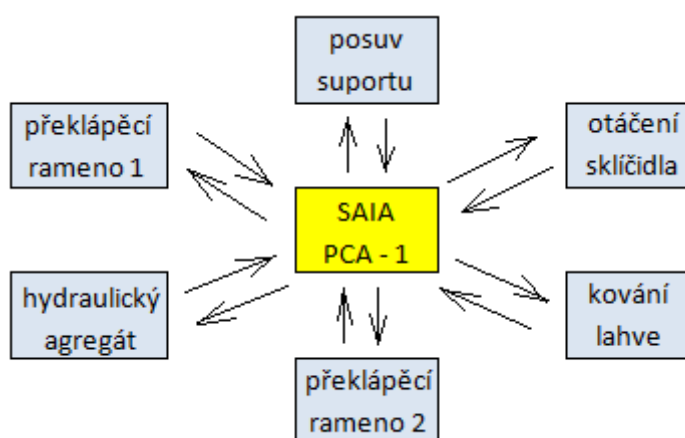 posuv
suportu
překlápěcí
rameno 1
otáčení
sklíčidla
SAIA
PCA - 1
hydraulický
agregát
kování
lahve
překlápěcí
rameno 2